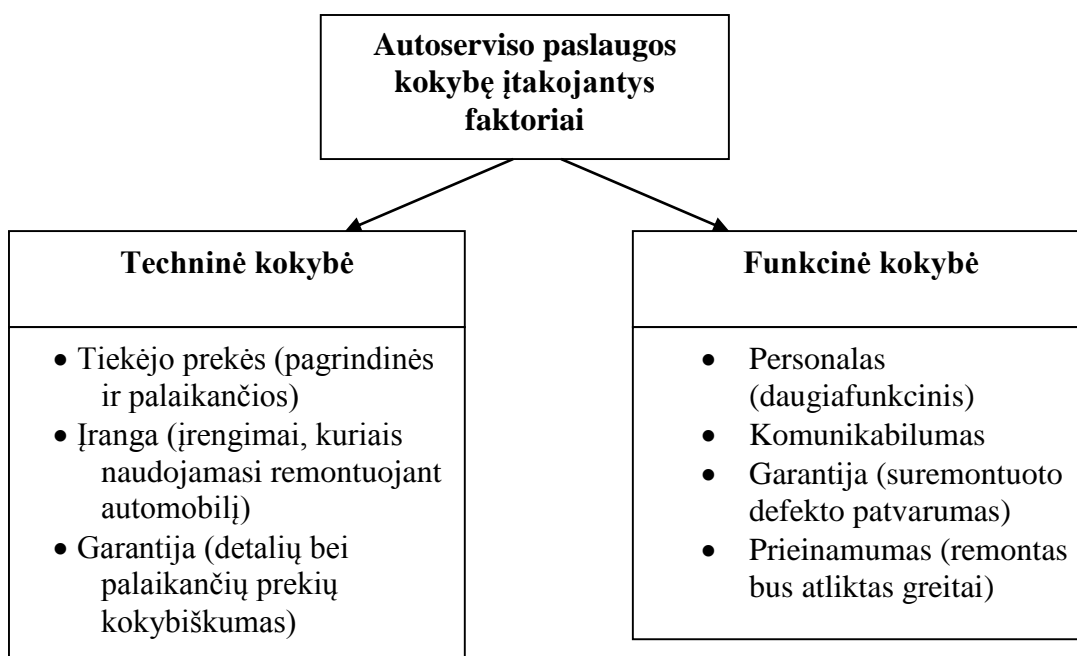 Autoserviso paslaugos
kokybę įtakojantys
faktoriai
Techninė kokybė
• Tiekėjo prekės (pagrindinės
ir palaikančios)
• Įranga (įrengimai, kuriais
naudojamasi remontuojant
automobilį)
• Garantija (detalių bei
palaikančių prekių
kokybiškumas)
Funkcinė kokybė
• Personalas
(daugiafunkcinis)
• Komunikabilumas
• Garantija (suremontuoto
defekto patvarumas)
• Prieinamumas (remontas
bus atliktas greitai)